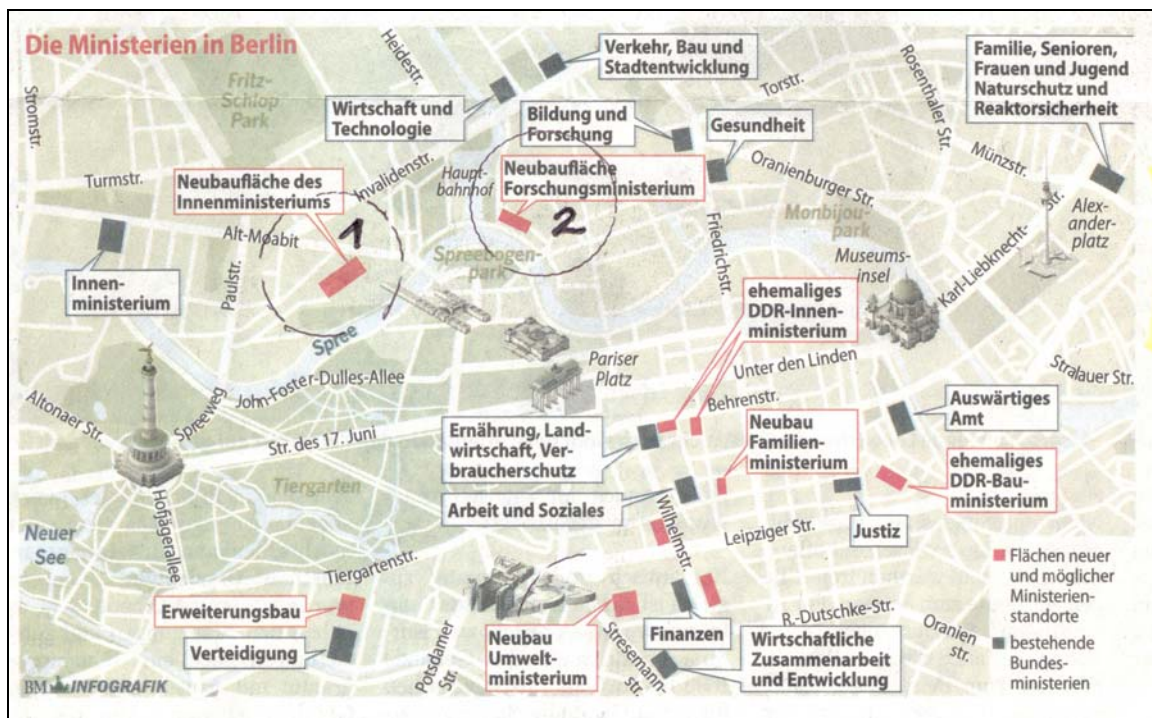 Die Ministerien in Berlin
Heidestr.
Verkehr, Bau und
Stadtentwicklung
Familie, Senioren,
Frauen und Jugend
Naturschutz und
Reaktorsicherheit
Fritz-
Schlop
Park
Stromstr.
Wirtschaft und
Technologie
Torstr.
Rosenthaler Str.
Bildung und
Forschung
Gesundheit
Turmstr.
Neubaufläche des
Innenministeriums
Invalidenstr.
Haupt-
bahnhof
Neubaufläche
Forschungsministerium
Oranienburger Str.
Münzstr.
1
2
Alt-Moabit
Paulstr.
Spreebogen-
park
Friedrichstr.
Monbijou-
park
Alex-
ander-
platz
Museums-
insel
Karl-Liebknecht-
Str.
Innen-
ministerium
ehemaliges
DDR-Innen-
ministerium
Spree
Pariser
Platz
Unter den Linden
Stralauer Str.
John-Foster-Dulles-Allee
Altonaer Str.
Spreeweg
Behrenstr.
Auswärtiges
Amt
Str. des 17. Juni
Ernährung, Land-
wirtschaft, Ver-
braucherschutz
Neubau
Familien-
ministerium
ehemaliges
DDR-Bau-
ministerium
Tiergarten
Hofjägerallee
Arbeit und Soziales
Wilhelmstr.
Justiz
Neuer
See
Leipziger Str.
Tiergartenstr.
Flächen neuer
und möglicher
Ministerien-
standorte
Erweiterungsbau
R.-Dutschke-Str.
Oranien
str.
Verteidigung
Potsdamer
Str.
Neubau
Umwelt-
ministerium
Stresemann-
str.
Finanzen
Wirtschaftliche
Zusammenarbeit
und Entwicklung
bestehende
Bundes-
ministerien
BM INFOGRAFIK